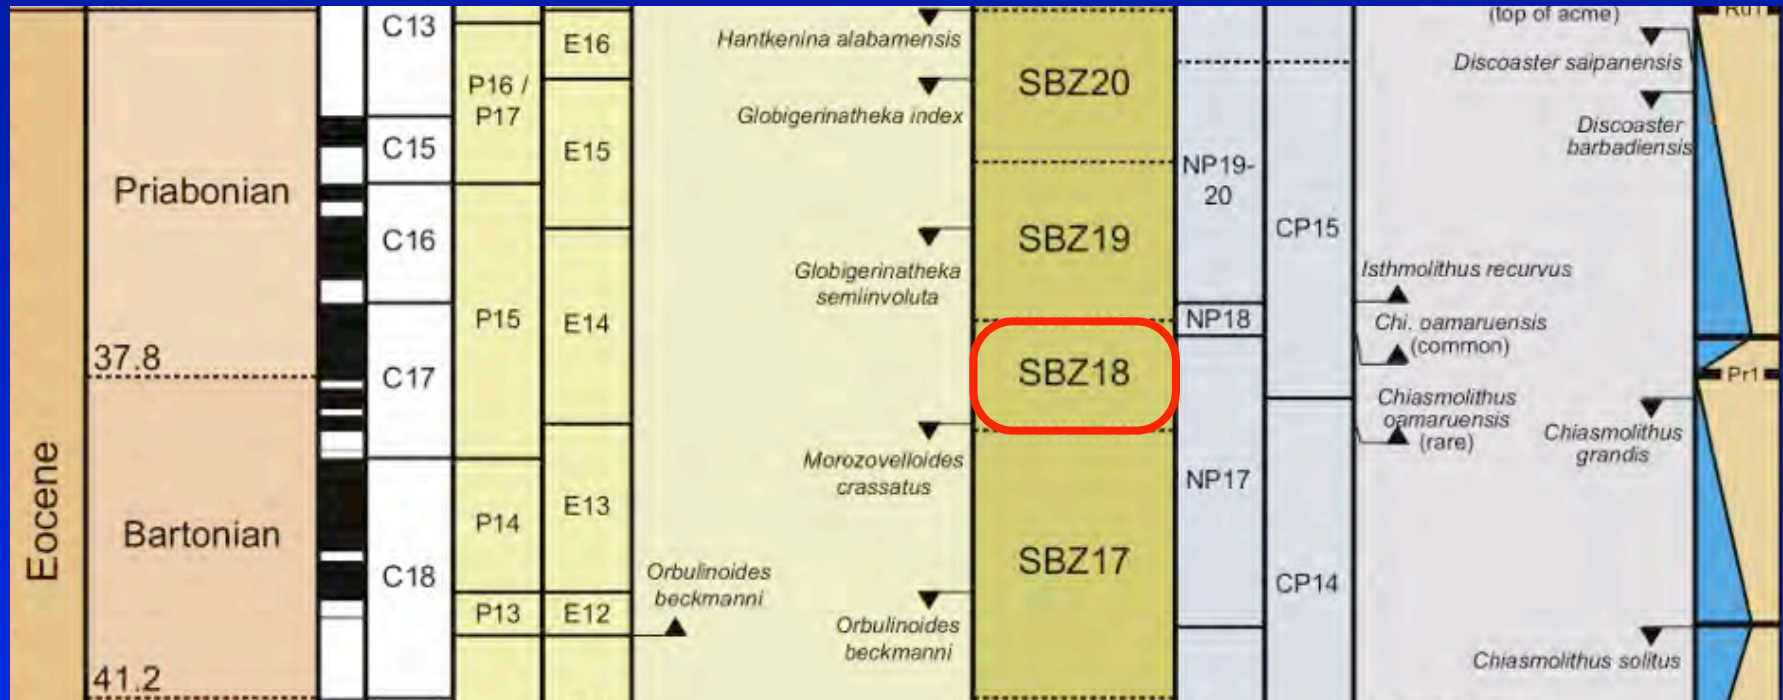 Eocene
Priabonian
37.8
Bartonian
41.2
C13
C15
C16
C17
C18
P16 /
P17
P15
P14
P13
E16
E15
E14
E13
E12
Orbulinoides
beckmanni
Hantkenina alabamensis
Globigerinatheka index
Globigerinatheka
semiinvoluta
Morozovelloides
crassatus
Orbulinoides
beckmanni
SBZ20
SBZ19
SBZ18
SBZ17
NP19-
20
NP18
NP17
CP15
CP14
Isthmolithus recurvus
Chi. oamaruensis
(common)
Chiasmolithus
oamaruensis
(rare)
(top of acme)
Discoaster saipanensis
Discoaster
barbadiensis
Chiasmolithus
grandis
Chiasmolithus solitus
Ru1
Pr1